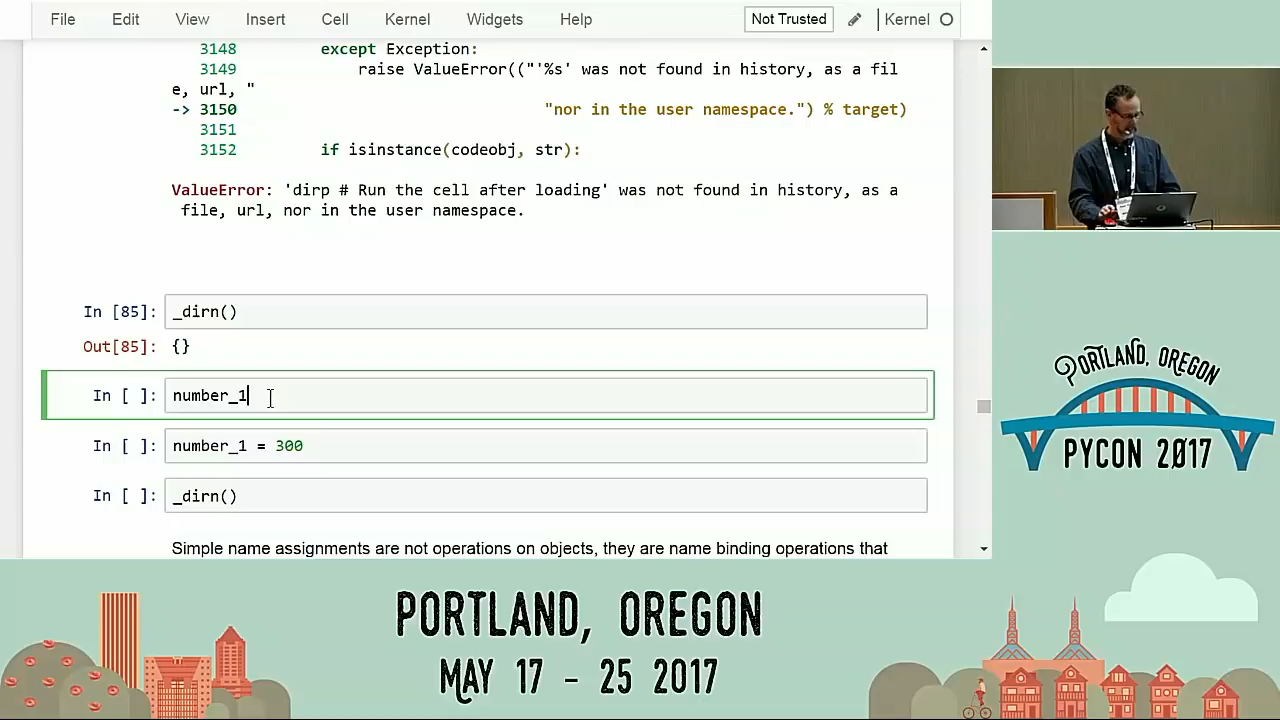 File Edit View Insert Cell Kernel Widgets Help Not Trusted Kernel
3148 except Exception:
3149 raise ValueError(("'%s' was not found in history, as a fil
e, url, "
-> 3150 "nor in the user namespace.") % target)
3151
3152 if isinstance(codeobj, str):
ValueError: 'dirp # Run the cell after loading' was not found in history, as a
file, url, nor in the user namespace.
In [85]: _dirn()
Out[85]: {}
In [ ]: number_1
In [ ]: number_1 = 300
In [ ]: _dirn()
Simple name assignments are not operations on objects, they are name binding operations that
PORTLAND, OREGON
PYCON 2017
PORTLAND, OREGON
MAY 17 - 25 2017